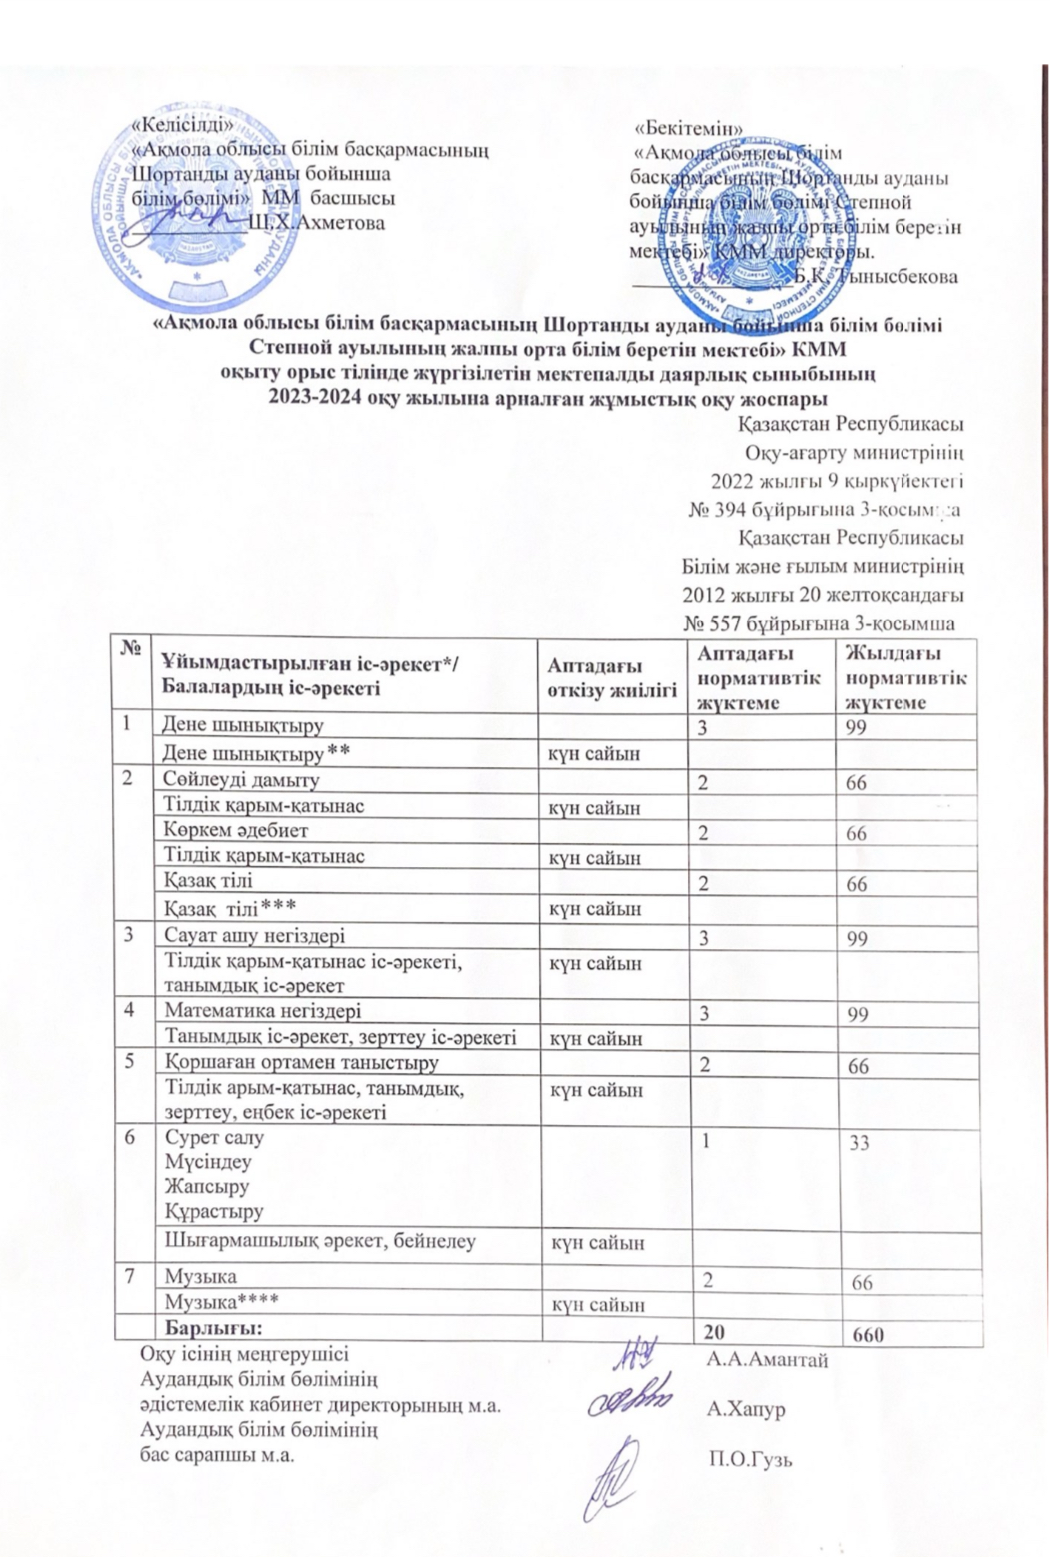 «Келісілді»
«Ақмола облысы білім басқармасының
Шортанды ауданы бойынша
білім бөлімі» ММ басшысы
Щ.Х.Ахметова
«Бекітемін»
«Ақмола облысы білім
басқармасының Шортанды ауданы
бойынша білім бөлімі Степной
ауылының жалпы орта білім беретін
мектебі» КММ директоры.
Б.К. Тынысбекова
«Ақмола облысы білім басқармасының Шортанды ауданы бойынша білім бөлімі
Степной ауылының жалпы орта білім беретін мектебі» КММ
оқыту орыс тілінде жүргізілетін мектепалды даярлық сыныбының
2023-2024 оқу жылына арналған жұмыстық оқу жоспары
Қазақстан Республикасы
Оқу-ағарту министрінің
2022 жылғы 9 қыркүйектегі
№ 394 бұйрығына 3-қосымша
Қазақстан Республикасы
Білім және ғылым министрінің
2012 жылғы 20 желтоқсандағы
№ 557 бұйрығына 3-қосымша
№ Ұйымдастырылған іс-әрекет*/ Балалардың іс-әрекеті Аптадағы өткізу жиілігі Аптадағы нормативтік жүктеме Жылдағы нормативтік жүктеме
1 Дене шынықтыру 3 99
Дене шынықтыру** күн сайын
2 Сөйлеуді дамыту 2 66
Тілдік қарым-қатынас күн сайын
Көркем әдебиет 2 66
Тілдік қарым-қатынас күн сайын
Қазақ тілі 2 66
Қазақ тілі*** күн сайын
3 Сауат ашу негіздері 3 99
Тілдік қарым-қатынас іс-әрекеті, күн сайын
танымдық іс-әрекет
4 Математика негіздері 3 99
Танымдық іс-әрекет, зерттеу іс-әрекеті күн сайын
5 Қоршаған ортамен таныстыру 2 66
Тілдік арым-қатынас, танымдық, күн сайын
зерттеу, еңбек іс-әрекеті
6 Сурет салу 1 33
Мүсіндеу
Жапсыру
Құрастыру
Шығармашылық әрекет, бейнелеу күн сайын
7 Музыка 2 66
Музыка**** күн сайын
Барлығы: 20 660
Оқу ісінің меңгерушісі А.А.Амантай
Аудандық білім бөлімінің
әдістемелік кабинет директорының м.а. А.Хапур
Аудандық білім бөлімінің
бас сарапшы м.а. П.О.Гузь